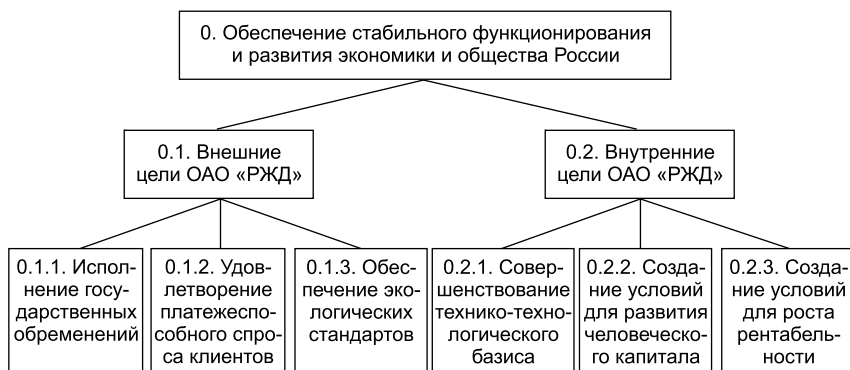 0. Обеспечение стабильного функционирования
и развития экономики и общества России
0.1. Внешние
цели ОАО «РЖД»
0.2. Внутренние
цели ОАО «РЖД»
0.1.1. Испол-
нение госу-
дарственных
обременений
0.1.2. Удов-
летворение
платежеспо-
собного спро-
са клиентов
0.1.3. Обес-
печение эко-
логических
стандартов
0.2.1. Совер-
шенствование
технико-техно-
логического
базиса
0.2.2. Созда-
ние условий
для развития
человеческо-
го капитала
0.2.3. Созда-
ние условий
для роста
рентабель-
ности